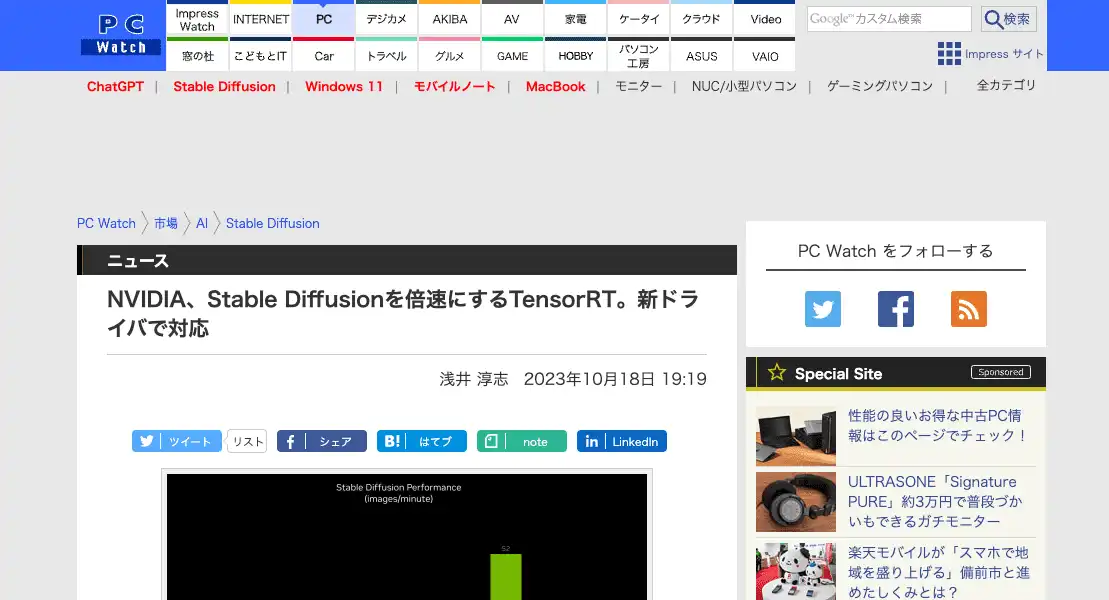 PC
Watch
Impress
Watch
INTERNET
PC
デジカメ
AKIBA
AV
家電
ケータイ
クラウド
Video
窓の杜
こどもとIT
Car
トラベル
グルメ
GAME
HOBBY
パソコン
工房
ASUS
VAIO
Google™カスタム検索
検索
Impress サイト
ChatGPT | Stable Diffusion | Windows 11 | モバイルノート | MacBook | モニター | NUC/小型パソコン | ゲーミングパソコン | 全カテゴリ
PC Watch 市場 AI Stable Diffusion
ニュース
NVIDIA、Stable Diffusionを倍速にするTensorRT。新ドラ
イバで対応
浅井 淳志 2023年10月18日 19:19
ツイート
リスト
シェア
B! はてブ
note
in LinkedIn
Stable Diffusion Performance
(images/minute)
5.2
PC Watch をフォローする
Special Site
Sponsored
性能の良いお得な中古PC情
報はこのページでチェック！
ULTRASONE「Signature
PURE」約3万円で普段づか
いもできるガチモニター
楽天モバイルが「スマホで地
域を盛り上げる」備前市と進
めたしくみとは？